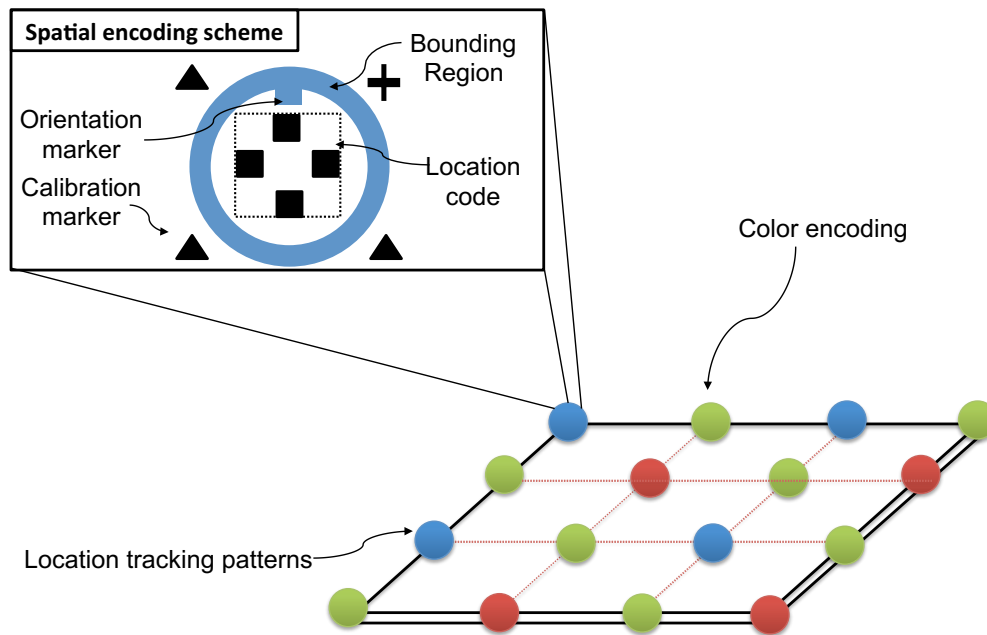 Spatial encoding scheme
Bounding
Region
Orientation
marker
Location
code
Calibration
marker
Color encoding
Location tracking patterns